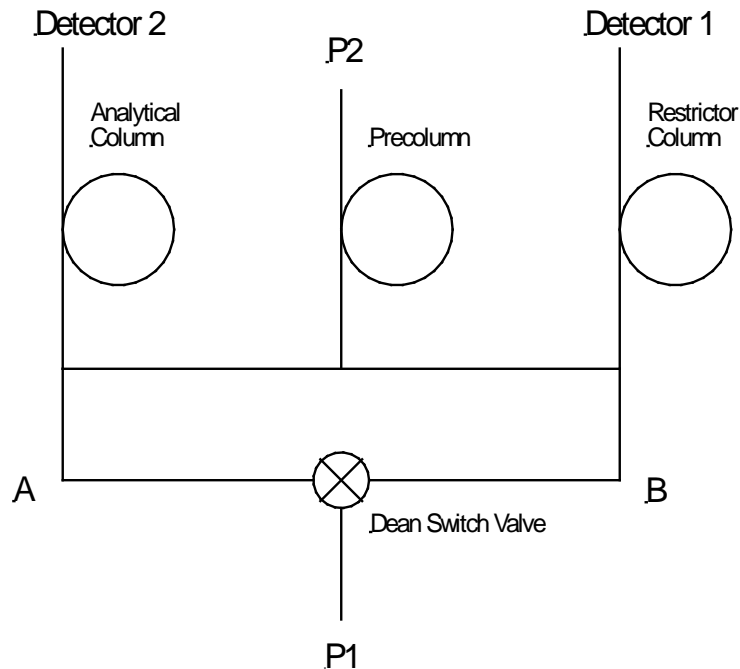 Detector 2
P2
Detector 1
Analytical
Column
Precolumn
Restrictor
Column
A
B
Dean Switch Valve
P1